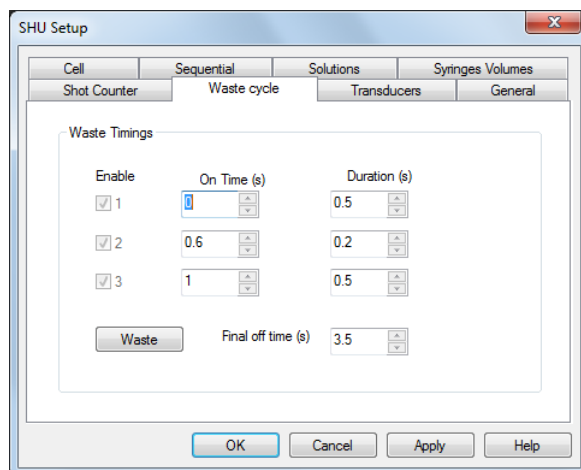 SHU Setup
Cell Sequential Solutions Syringes Volumes
Shot Counter Waste cycle Transducers General
Waste Timings
Enable On Time (s) Duration (s)
1 0 0.5
2 0.6 0.2
3 1 0.5
Waste Final off time (s) 3.5
OK Cancel Apply Help